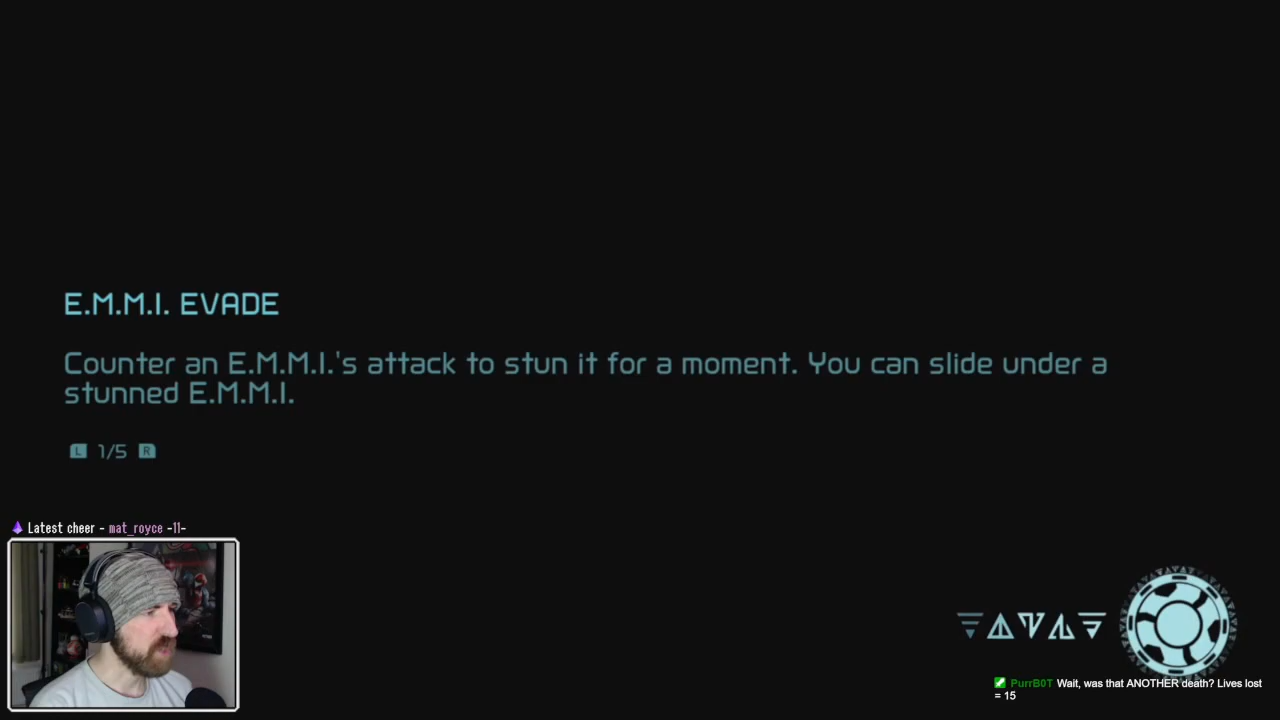 E.M.M.I. EVADE
Counter an E.M.M.I.'s attack to stun it for a moment. You can slide under a
stunned E.M.M.I.
L 1/5 R
Latest cheer - mat_royce -11-
PurrB0T Wait, was that ANOTHER death? Lives lost
= 15